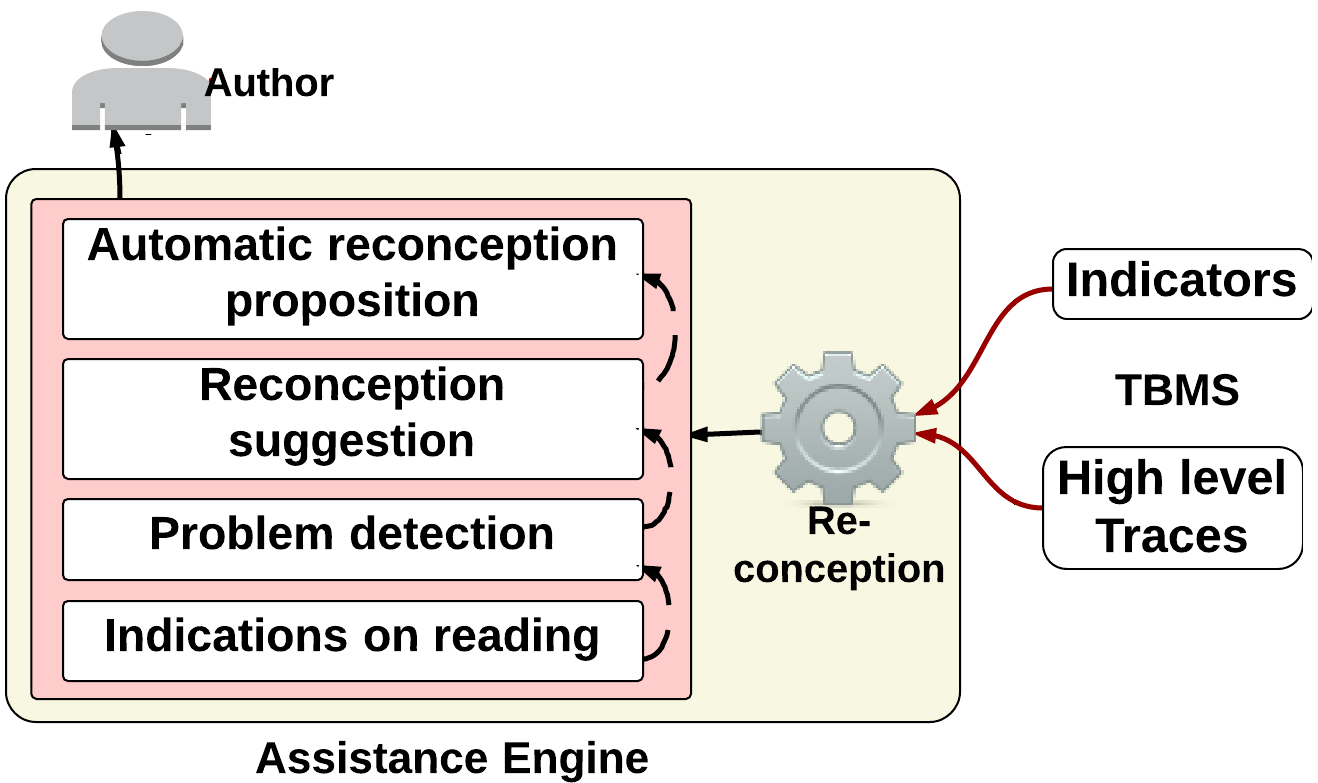 Author
Automatic reconception
proposition
Reconception
suggestion
Problem detection
Indications on reading
Re-
conception
Indicators
TBMS
High level
Traces
Assistance Engine